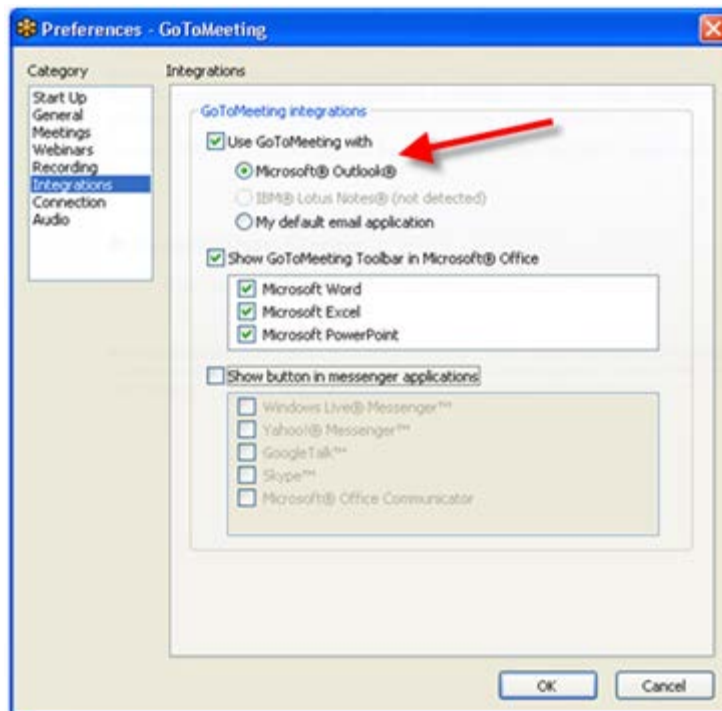 Preferences - GoToMeeting
Category
Integrations
Start Up
General
Meetings
Webinars
Recording
Integrations
Connection
Audio
GoToMeeting integrations
Use GoToMeeting with
Microsoft® Outlook®
IBM® Lotus Notes® (not detected)
My default email application
Show GoToMeeting Toolbar in Microsoft® Office
Microsoft Word
Microsoft Excel
Microsoft PowerPoint
Show button in messenger applications
Windows Live® Messenger™
Yahoo!® Messenger™
GoogleTalk™
Skype™
Microsoft® Office Communicator
OK
Cancel